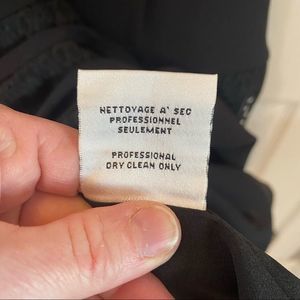 NETTOYAGE A' SEC
PROFESSIONNEL
SEULEMENT
PROFESSIONAL
DRY CLEAN ONLY